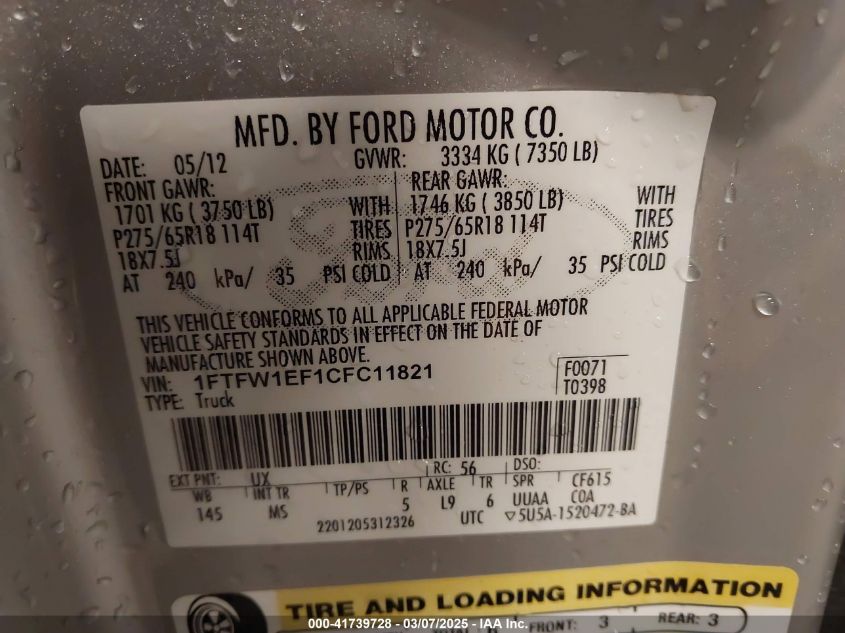 MFD. BY FORD MOTOR CO.
DATE: 05/12 GVWR: 3334 KG ( 7350 LB)
FRONT GAWR: REAR GAWR:
1701 KG ( 3750 LB) WITH 1746 KG ( 3850 LB) WITH
P275/65R18 114T TIRES P275/65R18 114T TIRES
18X7.5J RIMS 18X7.5J RIMS
AT 240 kPa/ 35 PSI COLD AT 240 kPa/ 35 PSI COLD
THIS VEHICLE CONFORMS TO ALL APPLICABLE FEDERAL MOTOR
VEHICLE SAFETY STANDARDS IN EFFECT ON THE DATE OF
MANUFACTURE SHOWN ABOVE.
VIN: 1FTFW1EF1CFC11821 F0071
TYPE: Truck T0398
EXT PNT: UX RC: 56 DSO:
WB INT TR TP/PS R AXLE TR SPR CF615
145 MS 5 L9 6 UUAA COA
2201205312326 UTC ▽5U5A-1520472-BA
TIRE AND LOADING INFORMATION
FRONT: 3 REAR: 3
000-41739728 - 03/07/2025 - IAA Inc.